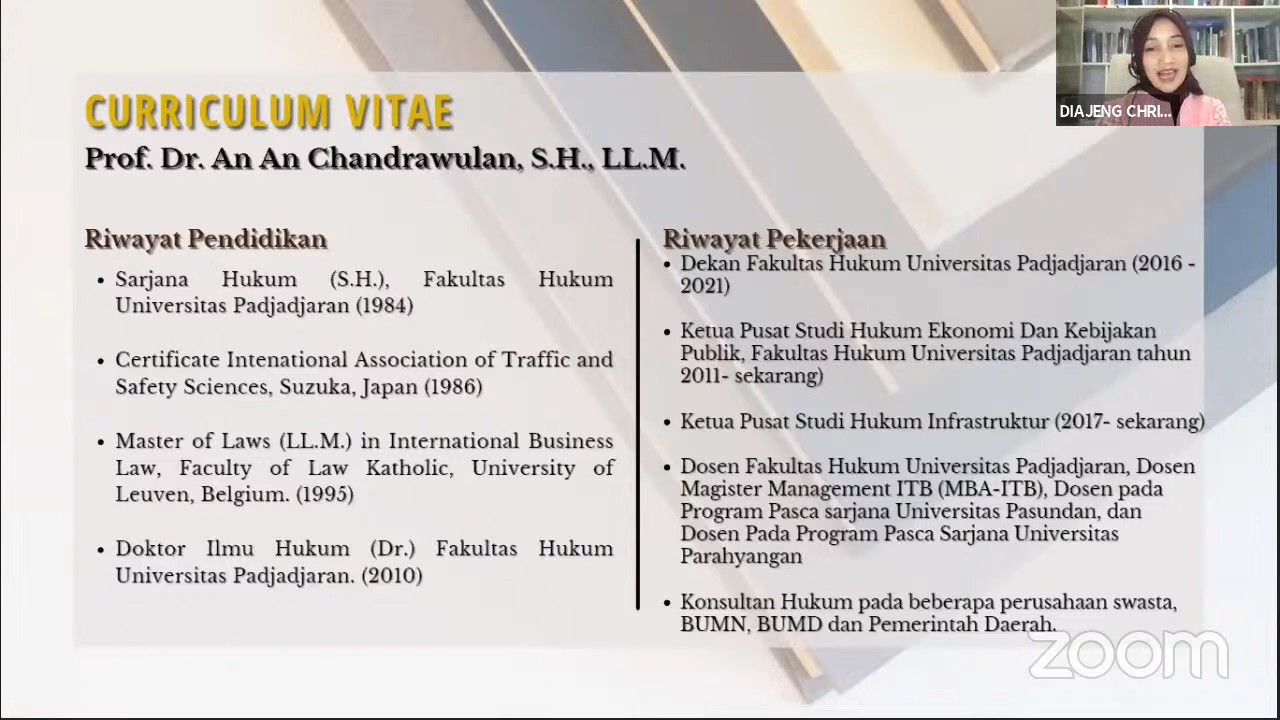 CURRICULUM VITAE
Prof. Dr. An An Chandrawulan, S.H., LL.M.
Riwayat Pendidikan
• Sarjana Hukum (S.H.), Fakultas Hukum
Universitas Padjadjaran (1984)
• Certificate Intenational Association of Traffic and
Safety Sciences, Suzuka, Japan (1986)
• Master of Laws (LL.M.) in International Business
Law, Faculty of Law Katholic, University of
Leuven, Belgium. (1995)
• Doktor Ilmu Hukum (Dr.) Fakultas Hukum
Universitas Padjadjaran. (2010)
Riwayat Pekerjaan
• Dekan Fakultas Hukum Universitas Padjadjaran (2016 -
2021)
• Ketua Pusat Studi Hukum Ekonomi Dan Kebijakan
Publik, Fakultas Hukum Universitas Padjadjaran tahun
2011- sekarang)
• Ketua Pusat Studi Hukum Infrastruktur (2017- sekarang)
• Dosen Fakultas Hukum Universitas Padjadjaran, Dosen
Magister Management ITB (MBA-ITB), Dosen pada
Program Pasca sarjana Universitas Pasundan, dan
Dosen Pada Program Pasca Sarjana Universitas
Parahyangan
• Konsultan Hukum pada beberapa perusahaan swasta,
BUMN, BUMD dan Pemerintah Daerah.
DIAJENG CHRI...
zoom